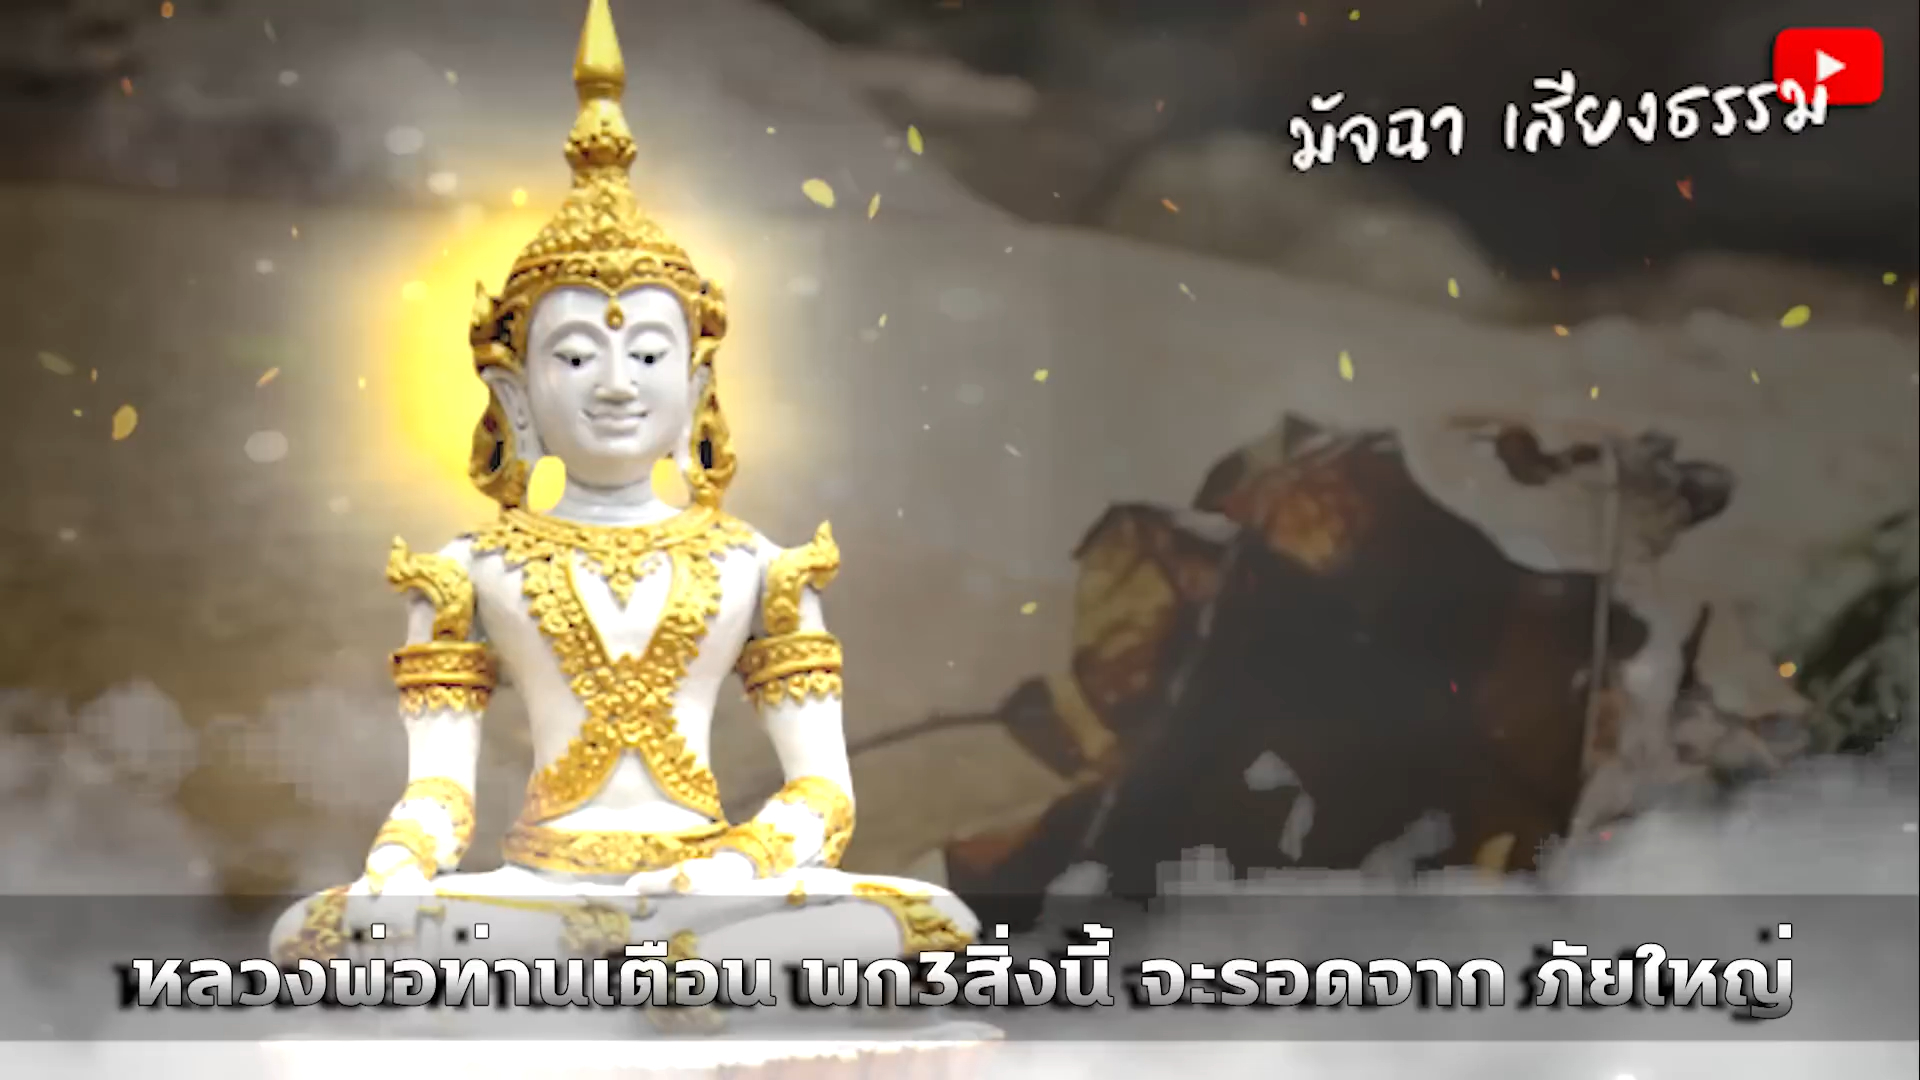 มัจฉา เสียงธรรม
หลวงพ่อท่านเตือน พก3สิ่งนี้ จะรอดจาก ภัยใหญ่